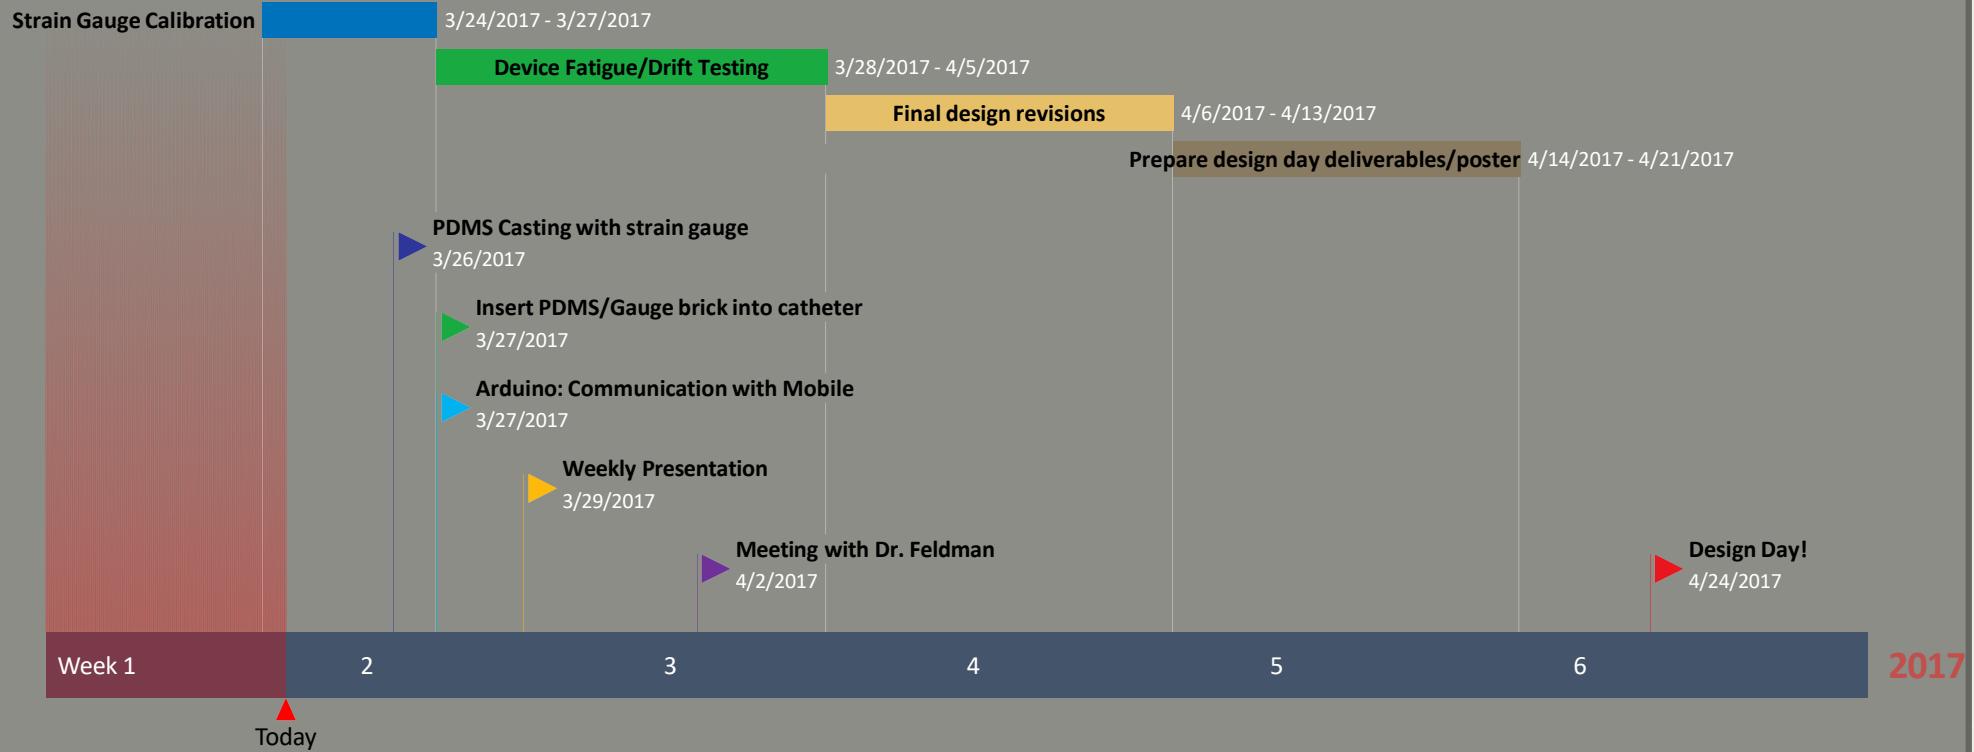 Strain Gauge Calibration 3/24/2017 - 3/27/2017
Device Fatigue/Drift Testing 3/28/2017 - 4/5/2017
Final design revisions 4/6/2017 - 4/13/2017
Prepare design day deliverables/poster 4/14/2017 - 4/21/2017
PDMS Casting with strain gauge
3/26/2017
Insert PDMS/Gauge brick into catheter
3/27/2017
Arduino: Communication with Mobile
3/27/2017
Weekly Presentation
3/29/2017
Meeting with Dr. Feldman
4/2/2017
Design Day!
4/24/2017
Week 1 2 3 4 5 6 2017
Today